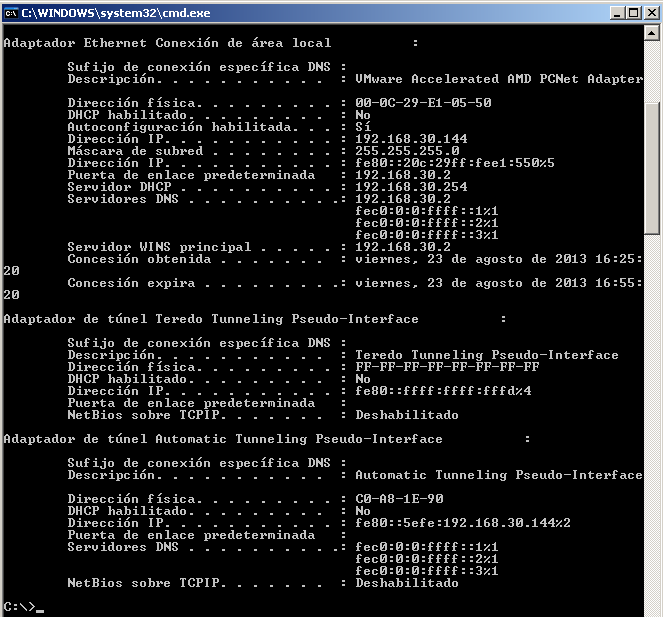 C:\WINDOWS\system32\cmd.exe
Adaptador Ethernet Conexión de área local          :
Sufijo de conexión específica DNS :
Descripción. . . . . . . . . . . : VMware Accelerated AMD PCNet Adapter
Dirección física. . . . . . . . . : 00-0C-29-E1-05-50
DHCP habilitado. . . . . . . . . : No
Autoconfiguración habilitada. . . : Sí
Dirección IP. . . . . . . . . . . : 192.168.30.144
Máscara de subred . . . . . . . . : 255.255.255.0
Dirección IP. . . . . . . . . . . : fe80::20c:29ff:fee1:550%5
Puerta de enlace predeterminada   : 192.168.30.2
Servidor DHCP . . . . . . . . . . : 192.168.30.254
Servidores DNS . . . . . . . . . .: 192.168.30.2
fec0:0:0:ffff::1%1
fec0:0:0:ffff::2%1
fec0:0:0:ffff::3%1
Servidor WINS principal . . . . . : 192.168.30.2
Concesión obtenida . . . . . . . : viernes, 23 de agosto de 2013 16:25:
20
Concesión expira . . . . . . . . .: viernes, 23 de agosto de 2013 16:55:
20
Adaptador de túnel Teredo Tunneling Pseudo-Interface          :
Sufijo de conexión específica DNS :
Descripción. . . . . . . . . . . : Teredo Tunneling Pseudo-Interface
Dirección física. . . . . . . . . : FF-FF-FF-FF-FF-FF-FF-FF
DHCP habilitado. . . . . . . . . : No
Dirección IP. . . . . . . . . . . : fe80::ffff:ffff:fffd%4
Puerta de enlace predeterminada   :
NetBios sobre TCPIP. . . . . . .  : Deshabilitado
Adaptador de túnel Automatic Tunneling Pseudo-Interface          :
Sufijo de conexión específica DNS :
Descripción. . . . . . . . . . . : Automatic Tunneling Pseudo-Interface
Dirección física. . . . . . . . . : C0-A8-1E-90
DHCP habilitado. . . . . . . . . : No
Dirección IP. . . . . . . . . . . : fe80::5efe:192.168.30.144%2
Puerta de enlace predeterminada   :
Servidores DNS . . . . . . . . . .: fec0:0:0:ffff::1%1
fec0:0:0:ffff::2%1
fec0:0:0:ffff::3%1
NetBios sobre TCPIP. . . . . . .  : Deshabilitado
C:\>_